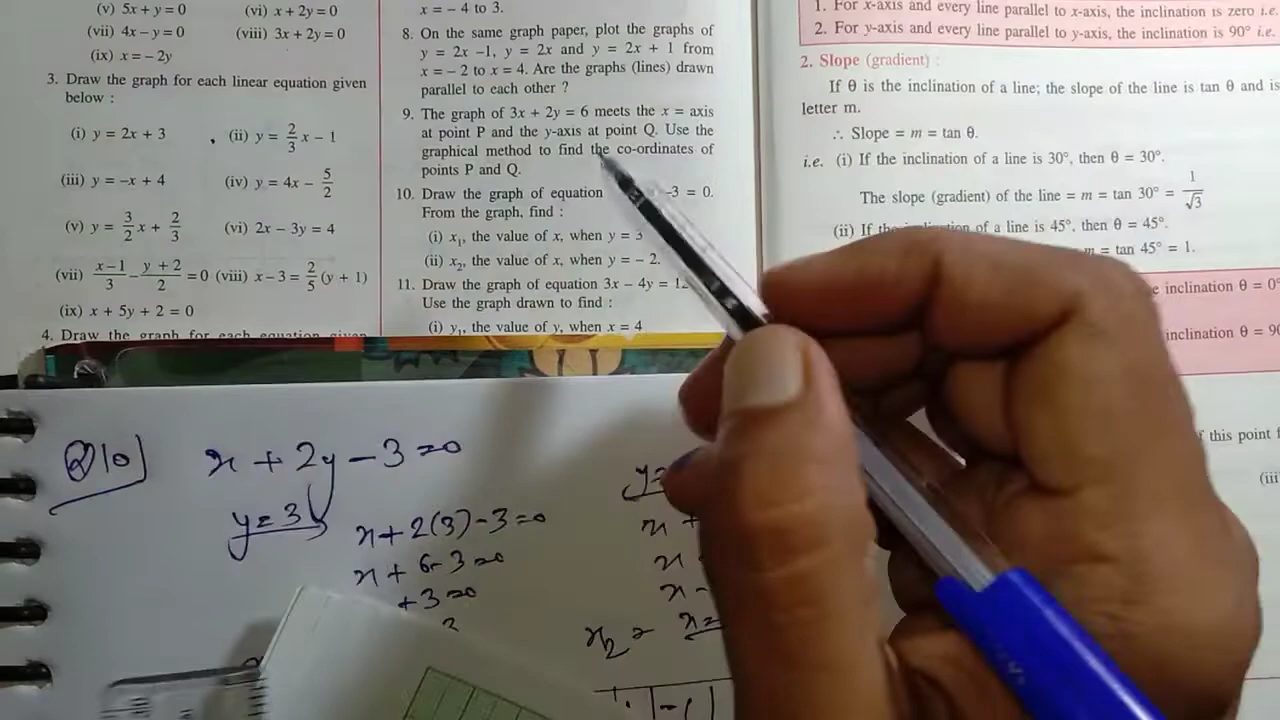 (v) 5x + y = 0
(vi) x + 2y = 0
(vii) 4x – y = 0
(viii) 3x + 2y = 0
(ix) x = – 2y
3. Draw the graph for each linear equation given
below :
(i) y = 2x + 3
(ii) y = 2/3 x – 1
(iii) y = –x + 4
(iv) y = 4x – 5/2
(v) y = 3/2 x + 2/3
(vi) 2x – 3y = 4
(vii) x–1/3 – y + 2/2 = 0 (viii) x – 3 = 2/5 (y + 1)
(ix) x + 5y + 2 = 0
4. Draw the graph for each equation given
x = – 4 to 3.
8. On the same graph paper, plot the graphs of
y = 2x –1, y = 2x and y = 2x + 1 from
x = – 2 to x = 4. Are the graphs (lines) drawn
parallel to each other ?
9. The graph of 3x + 2y = 6 meets the x = axis
at point P and the y-axis at point Q. Use the
graphical method to find the co-ordinates of
points P and Q.
10. Draw the graph of equation –3 = 0.
From the graph, find :
(i) x₁, the value of x, when y = 3
(ii) x₂, the value of x, when y = – 2.
11. Draw the graph of equation 3x – 4y =
Use the graph drawn to find :
(i) y₁, the value of y, when x = 4
1. For x-axis and every line parallel to x-axis, the inclination is zero i.e.
2. For y-axis and every line parallel to y-axis, the inclination is 90° i.e.
2. Slope (gradient) :
If θ is the inclination of a line; the slope of the line is tan θ and is
letter m.
∴ Slope = m = tan θ.
i.e. (i) If the inclination of a line is 30°, then θ = 30°.
The slope (gradient) of the line = m = tan 30° = 1/√3
(ii) If the of a line is 45°, then θ = 45°.
= tan 45° = 1.
inclination θ = 0°
inclination θ = 90
if this point
(iii
Q10] x + 2y – 3 = 0
y = 3
x + 2(3) – 3 = 0
x + 6 – 3 = 0
+ 3 = 0
y =
x +
x
x –
x₂ = x =